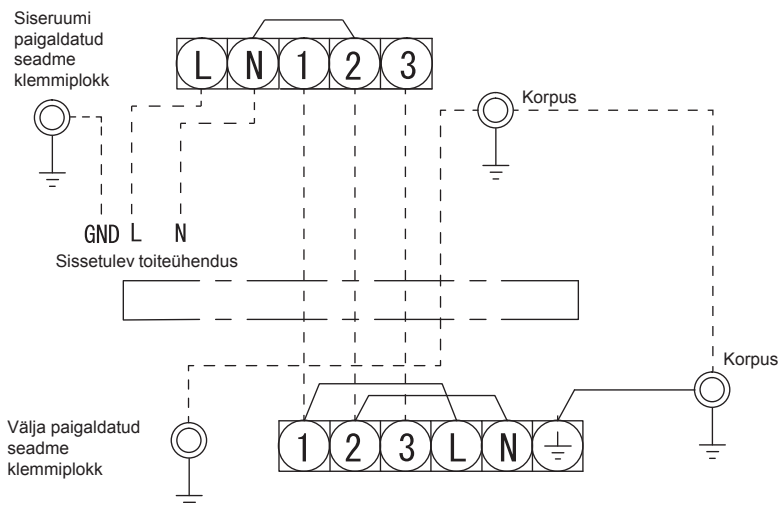 Siseruumi
paigaldatud
seadme
klemmiplokk
L N 1 2 3
Korpus
GND L N
Sissetulev toiteühendus
Korpus
Välja paigaldatud
seadme
klemmiplokk
1 2 3 L N